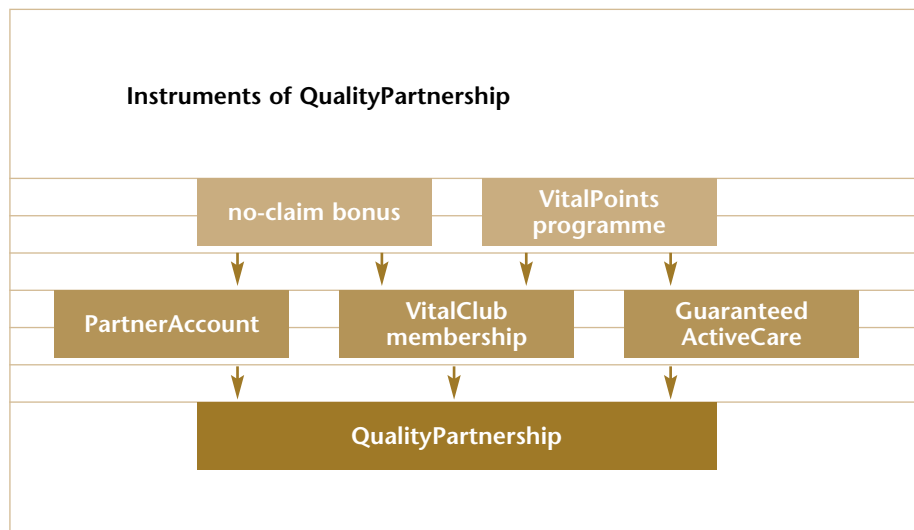 Instruments of QualityPartnership
no-claim bonus
VitalPoints
programme
PartnerAccount
VitalClub
membership
Guaranteed
ActiveCare
QualityPartnership